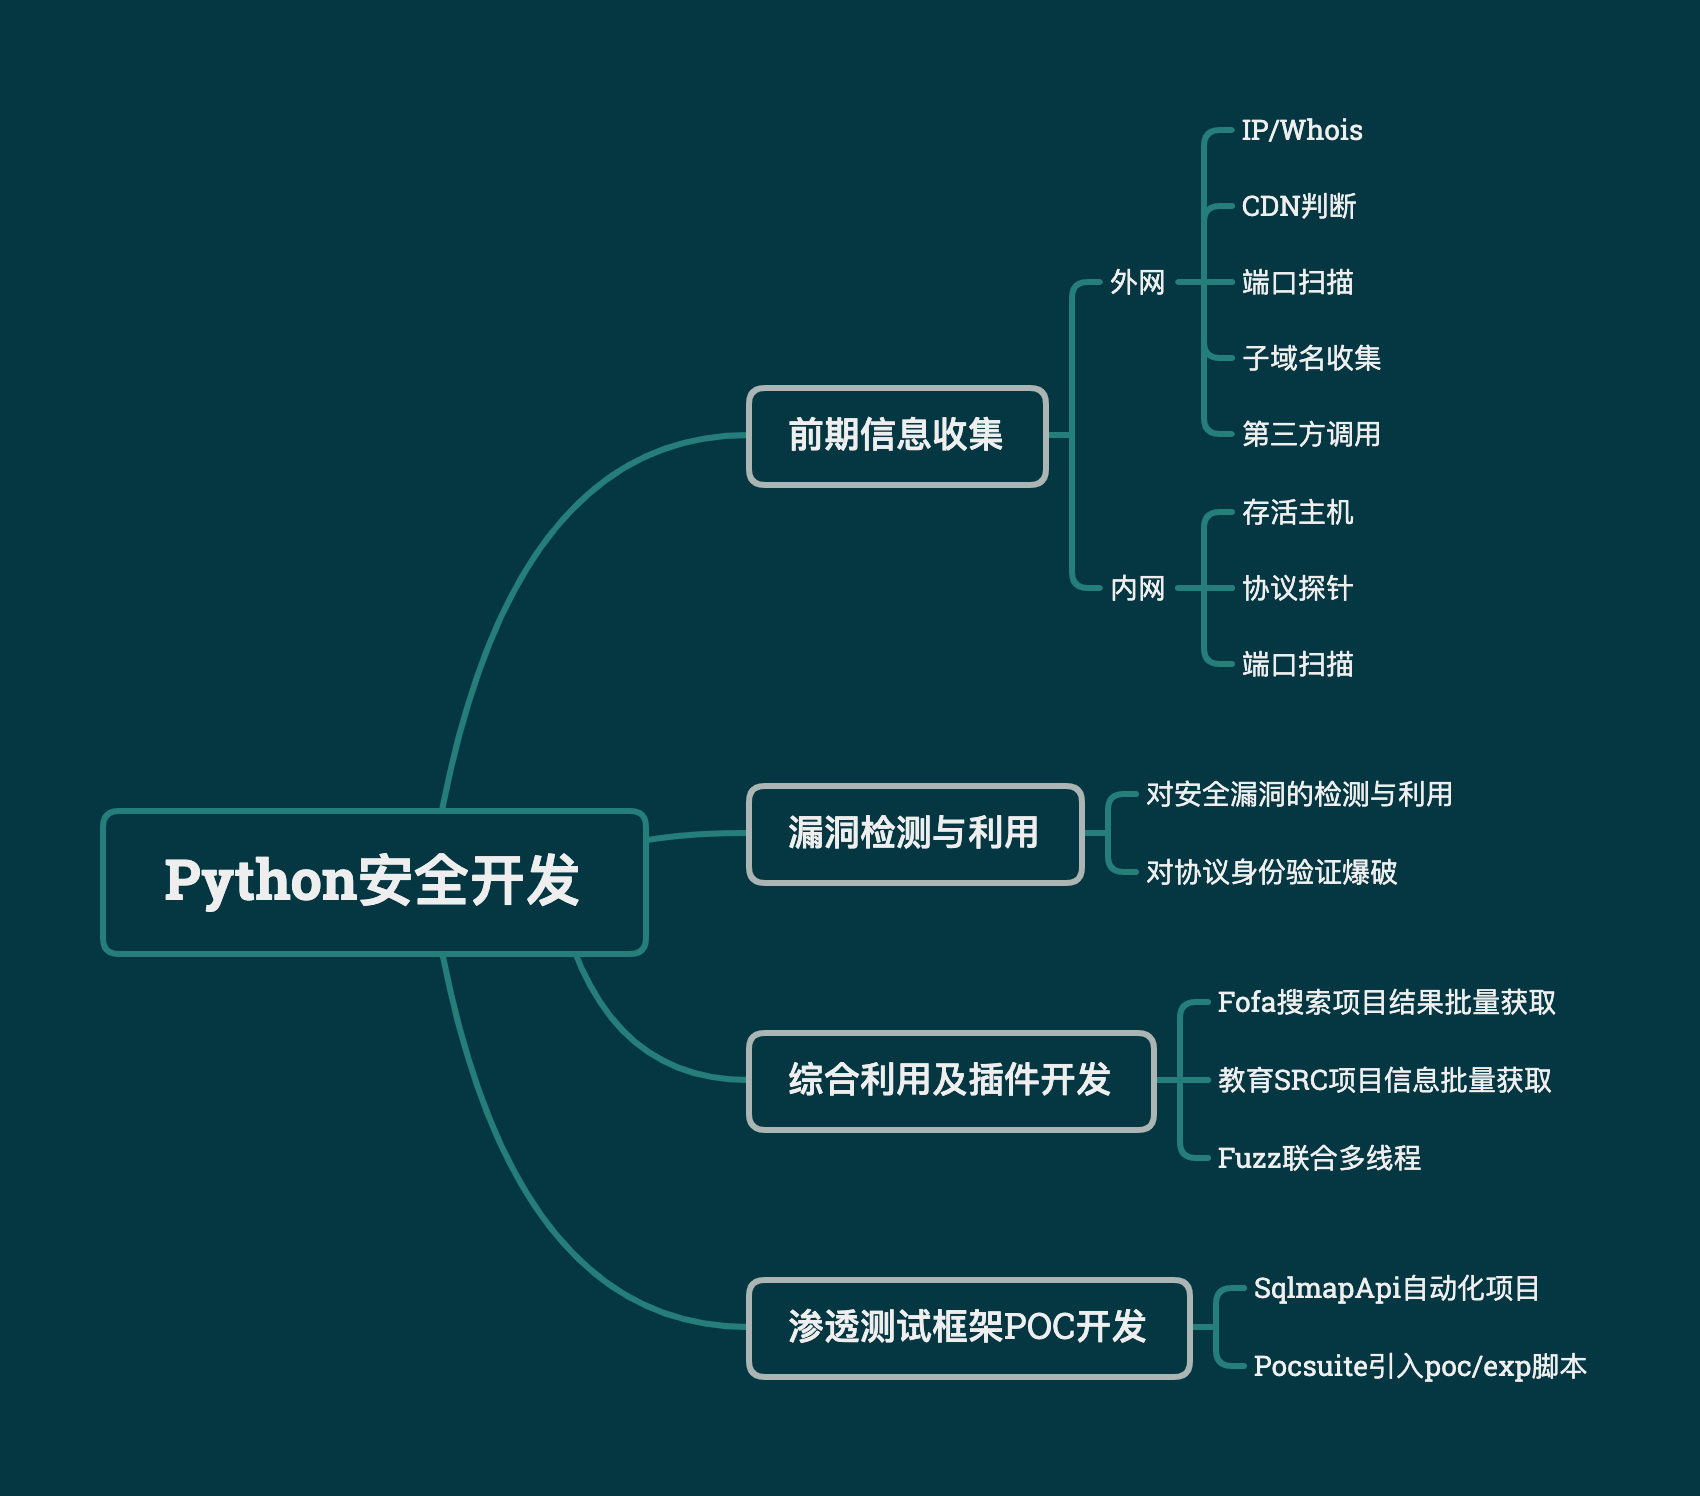 Python安全开发
前期信息收集
外网
IP/Whois
CDN判断
端口扫描
子域名收集
第三方调用
内网
存活主机
协议探针
端口扫描
漏洞检测与利用
对安全漏洞的检测与利用
对协议身份验证爆破
综合利用及插件开发
Fofa搜索项目结果批量获取
教育SRC项目信息批量获取
Fuzz联合多线程
渗透测试框架POC开发
SqlmapApi自动化项目
Pocsuite引入poc/exp脚本